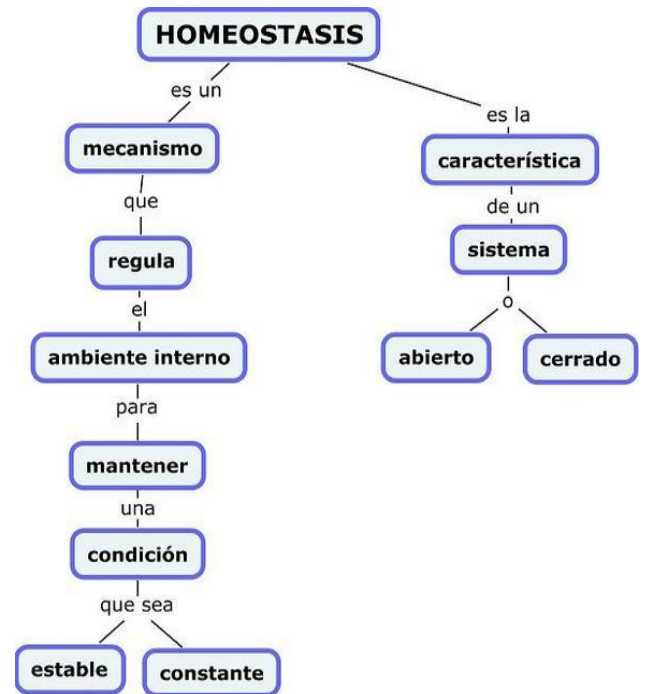 HOMEOSTASIS
es un
mecanismo
que
regula
el
ambiente interno
para
mantener
una
condición
que sea
estable
constante
es la
característica
de un
sistema
o
abierto
cerrado